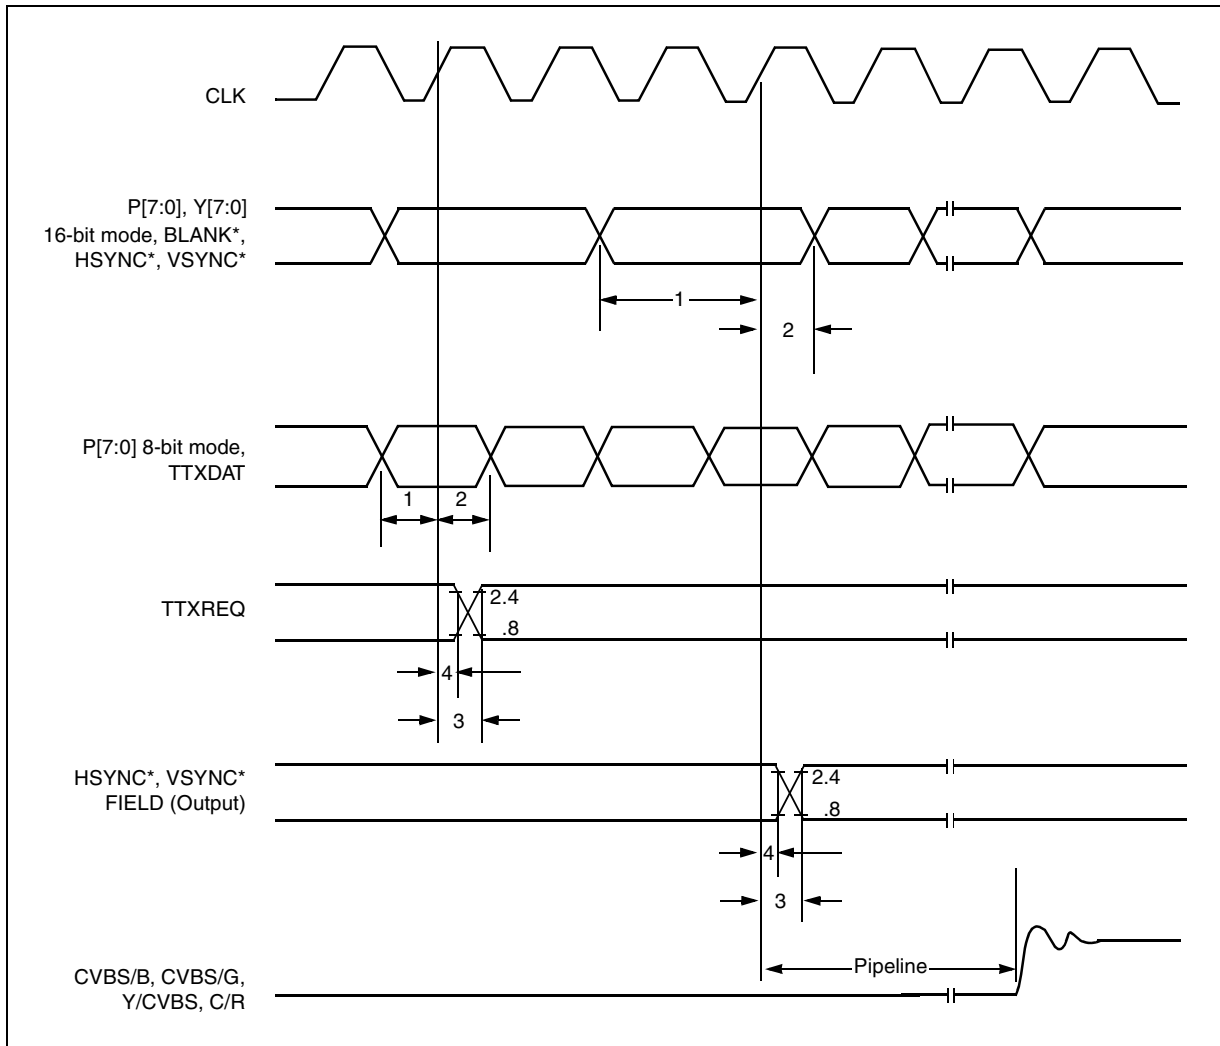 CLK
P[7:0], Y[7:0]
16-bit mode, BLANK*,
HSYNC*, VSYNC*
1
2
P[7:0] 8-bit mode,
TTXDAT
1 2
TTXREQ
2.4
.8
4
3
HSYNC*, VSYNC*
FIELD (Output)
2.4
.8
4
3
Pipeline
CVBS/B, CVBS/G,
Y/CVBS, C/R